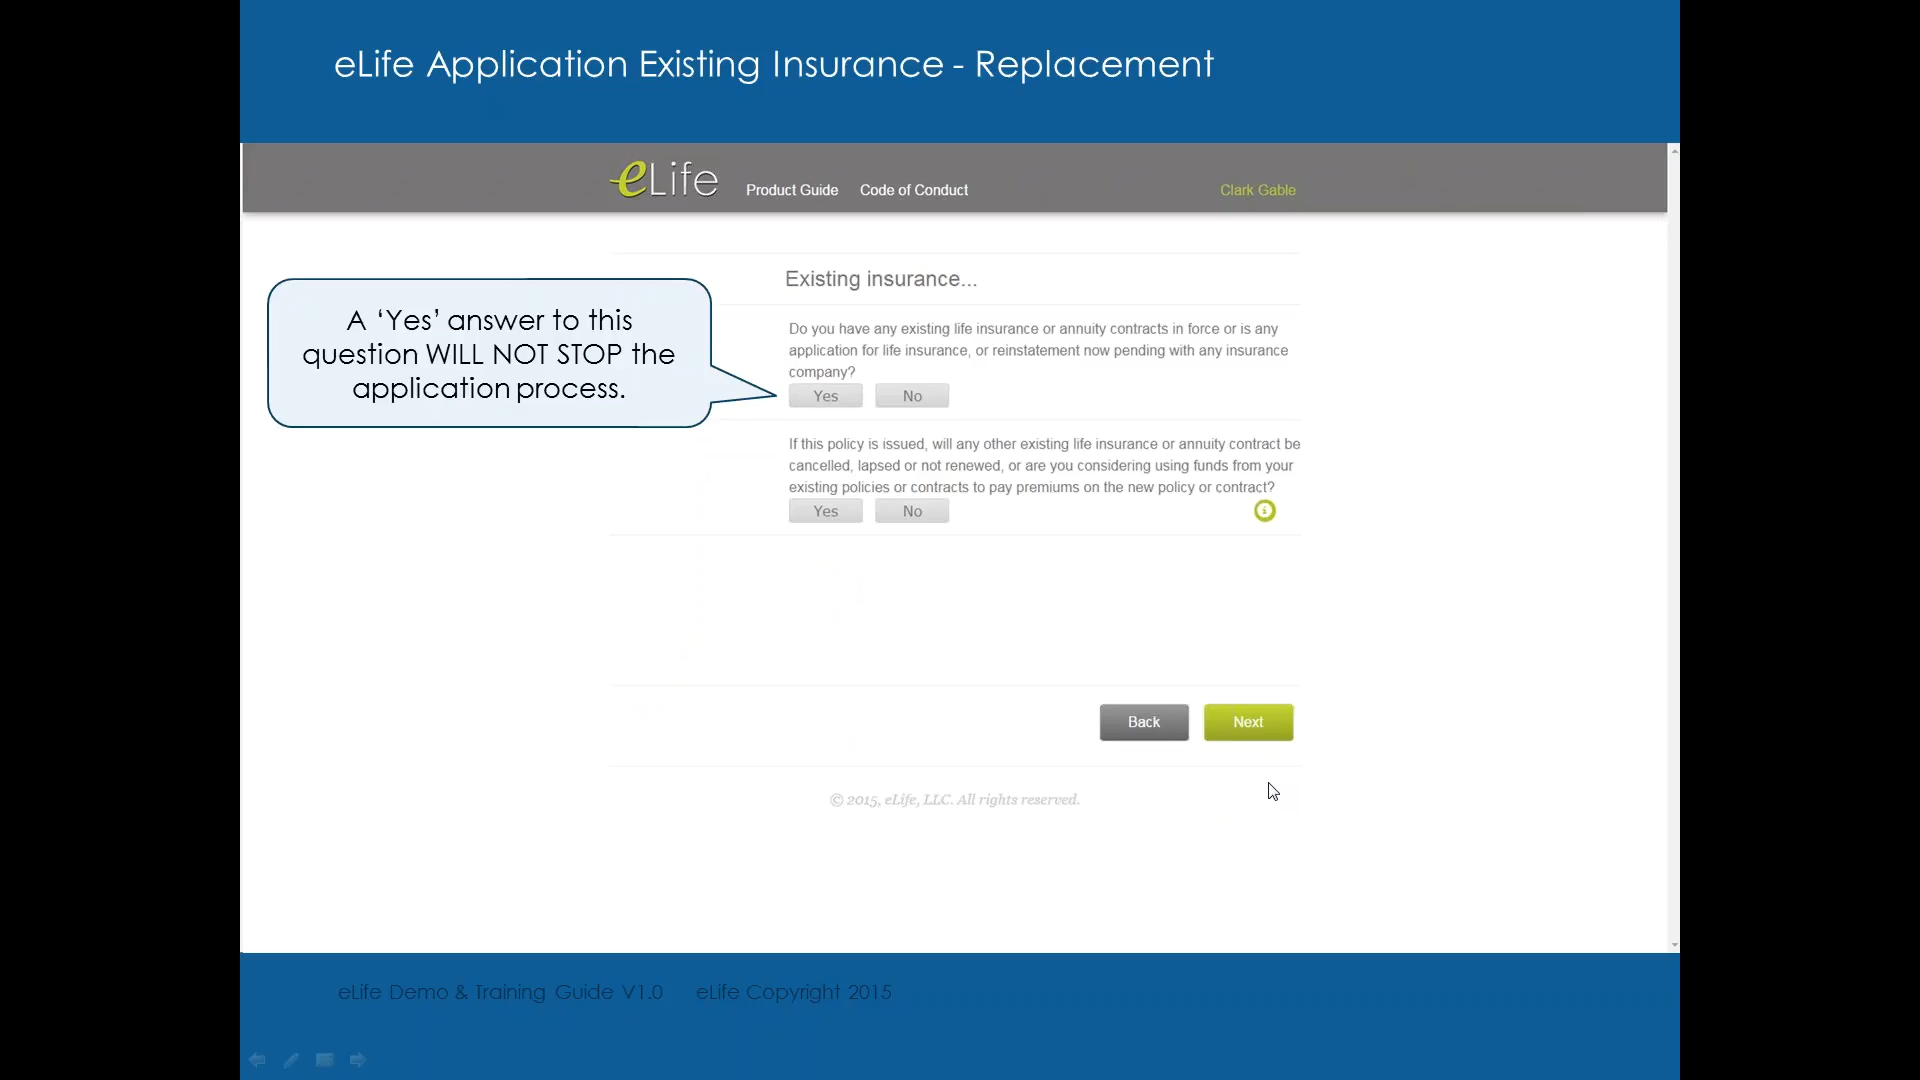 eLife Application Existing Insurance - Replacement
eLife Product Guide Code of Conduct Clark Gable
Existing insurance...
A ‘Yes’ answer to this
question WILL NOT STOP the
application process.
Do you have any existing life insurance or annuity contracts in force or is any
application for life insurance, or reinstatement now pending with any insurance
company?
Yes No
If this policy is issued, will any other existing life insurance or annuity contract be
cancelled, lapsed or not renewed, or are you considering using funds from your
existing policies or contracts to pay premiums on the new policy or contract?
Yes No
Back Next
© 2015, eLife, LLC. All rights reserved.
eLife Demo & Training Guide V1.0 eLife Copyright 2015